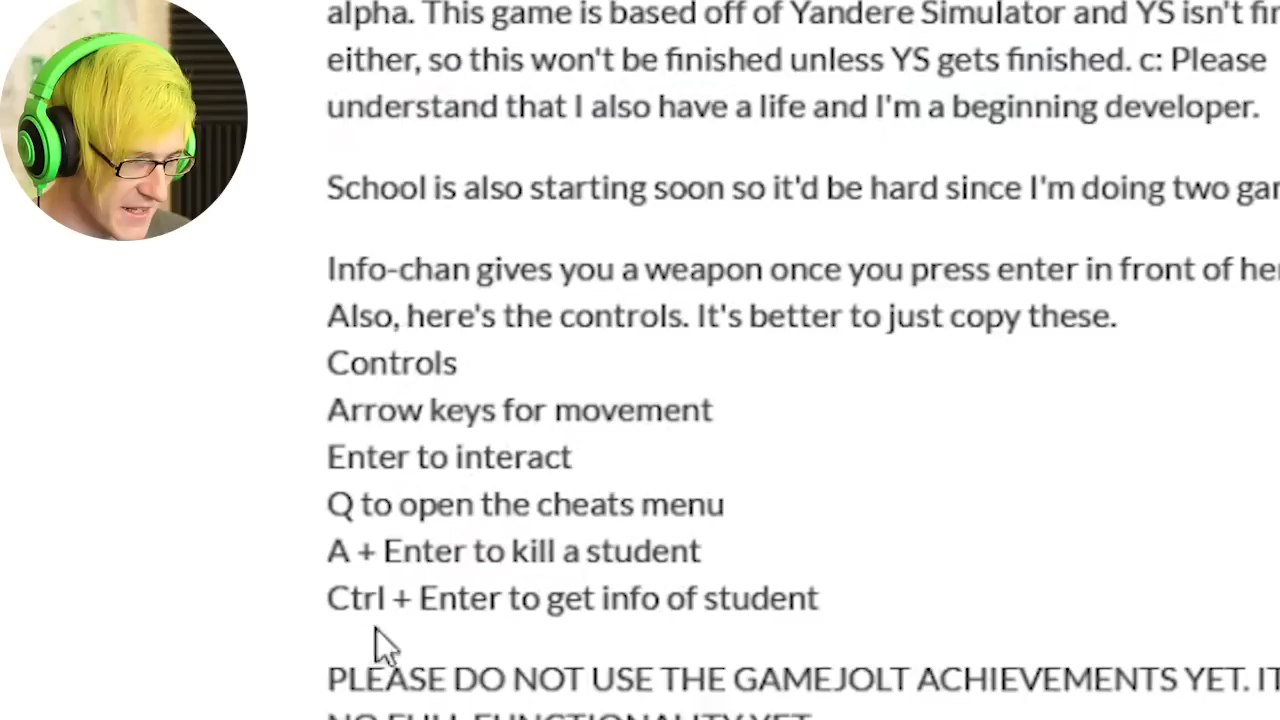 alpha. This game is based off of Yandere Simulator and YS isn't
either, so this won't be finished unless YS gets finished. c: Please
understand that I also have a life and I'm a beginning developer.
School is also starting soon so it'd be hard since I'm doing two
Info-chan gives you a weapon once you press enter in front of
Also, here's the controls. It's better to just copy these.
Controls
Arrow keys for movement
Enter to interact
Q to open the cheats menu
A + Enter to kill a student
Ctrl + Enter to get info of student
PLEASE DO NOT USE THE GAMEJOLT ACHIEVEMENTS YET. IT
NO FULL FUNCTIONALITY YET